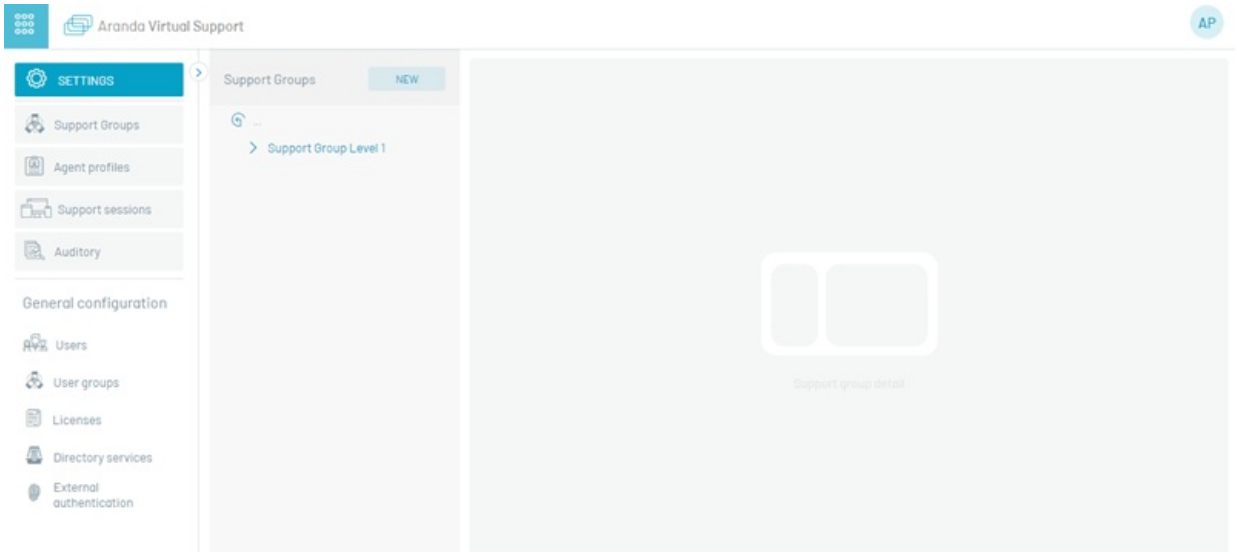 Aranda Virtual Support
AP
SETTINGS
Support Groups
Agent profiles
Support sessions
Auditory
General configuration
Users
User groups
Licenses
Directory services
External
authentication
Support Groups
NEW
...
Support Group Level 1
Support group detail